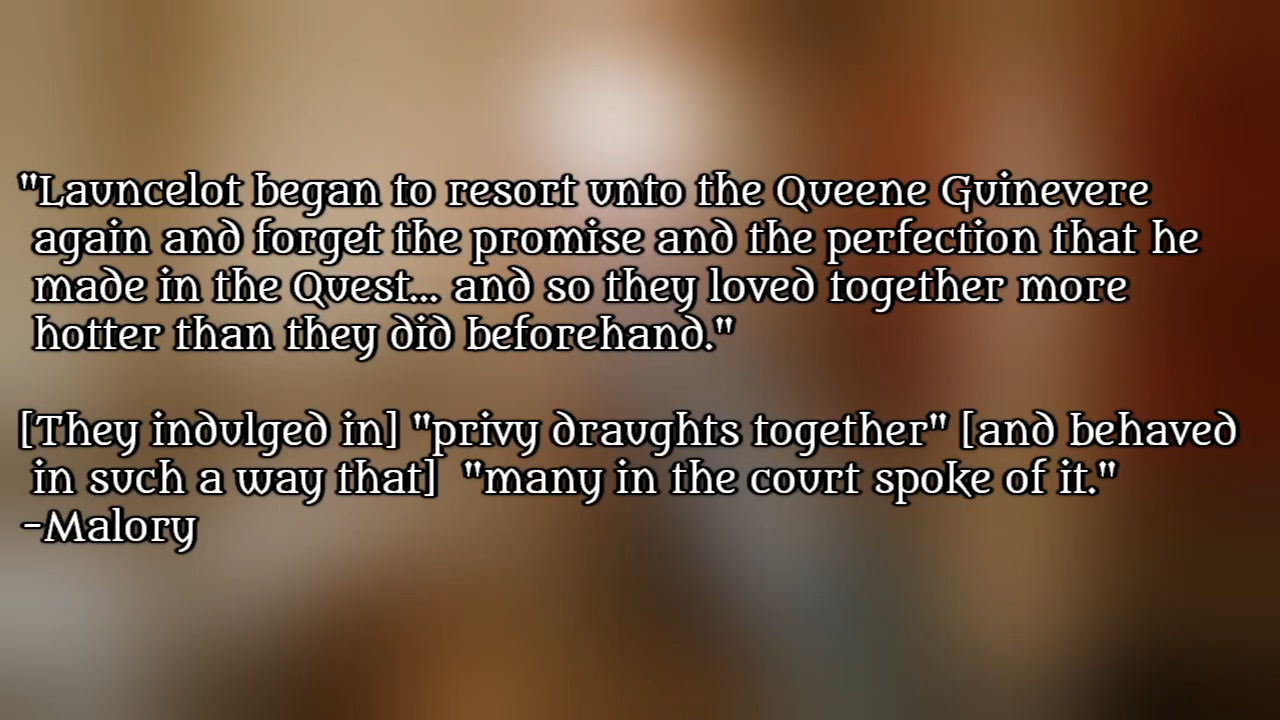 "Launcelot began to resort unto the Queene Guinevere
again and forget the promise and the perfection that he
made in the Quest... and so they loved together more
hotter than they did beforehand."
[They indulged in] "privy draughts together" [and behaved
in such a way that] "many in the court spoke of it."
-Malory